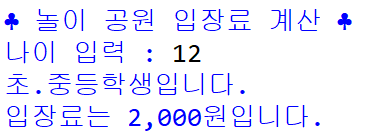 ♣ 놀이 공원 입장료 계산 ♣
나이 입력 : 12
초.중등학생입니다.
입장료는 2,000원입니다.